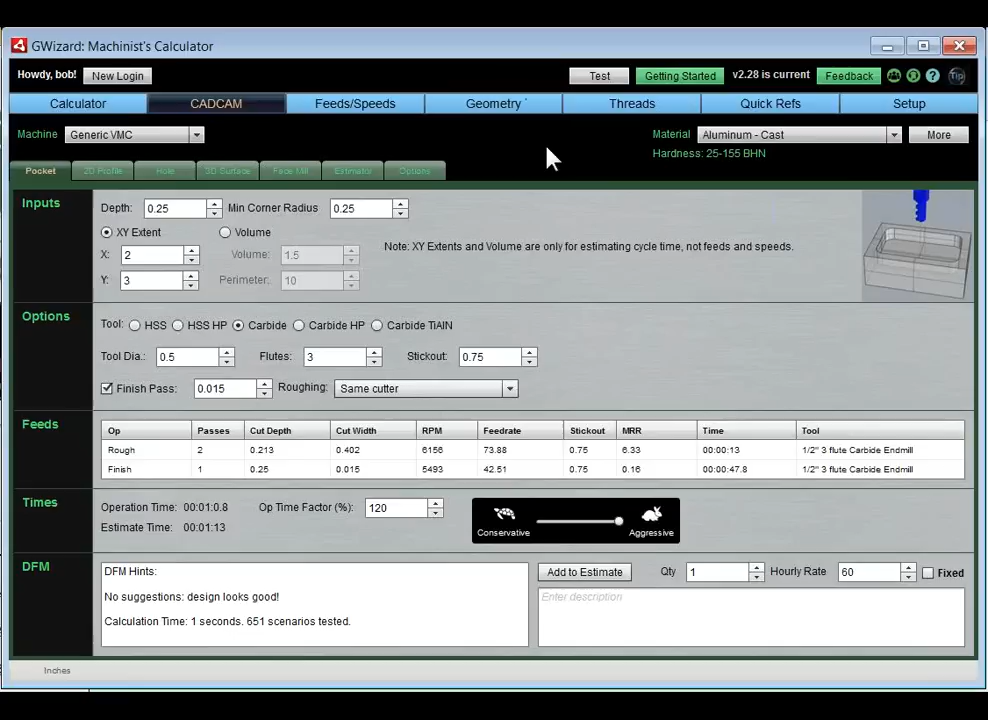 GWizard: Machinist's Calculator
Howdy, bob! New Login Test Getting Started v2.28 is current Feedback Tip
Calculator CADCAM Feeds/Speeds Geometry Threads Quick Refs Setup
Machine Generic VMC Material Aluminum - Cast More
Hardness: 25-155 BHN
Pocket 2D Profile Hole 3D Surface Face Mill Estimator Options
Inputs
Depth: 0.25 Min Corner Radius 0.25
XY Extent Volume
Note: XY Extents and Volume are only for estimating cycle time, not feeds and speeds.
X: 2 Volume: 1.5
Y: 3 Perimeter: 10
Options
Tool: HSS HSS HP Carbide Carbide HP Carbide TiAlN
Tool Dia.: 0.5 Flutes: 3 Stickout: 0.75
Finish Pass: 0.015 Roughing: Same cutter
Feeds
Op Passes Cut Depth Cut Width RPM Feedrate Stickout MRR Time Tool
Rough 2 0.213 0.402 6156 73.88 0.75 6.33 00:00:13 1/2" 3 flute Carbide Endmill
Finish 1 0.25 0.015 5493 42.51 0.75 0.16 00:00:47.8 1/2" 3 flute Carbide Endmill
Times
Operation Time: 00:01:0.8 Op Time Factor (%): 120
Estimate Time: 00:01:13
Conservative Aggressive
DFM
DFM Hints:
No suggestions: design looks good!
Calculation Time: 1 seconds. 651 scenarios tested.
Add to Estimate Qty 1 Hourly Rate 60 Fixed
Enter description
Inches